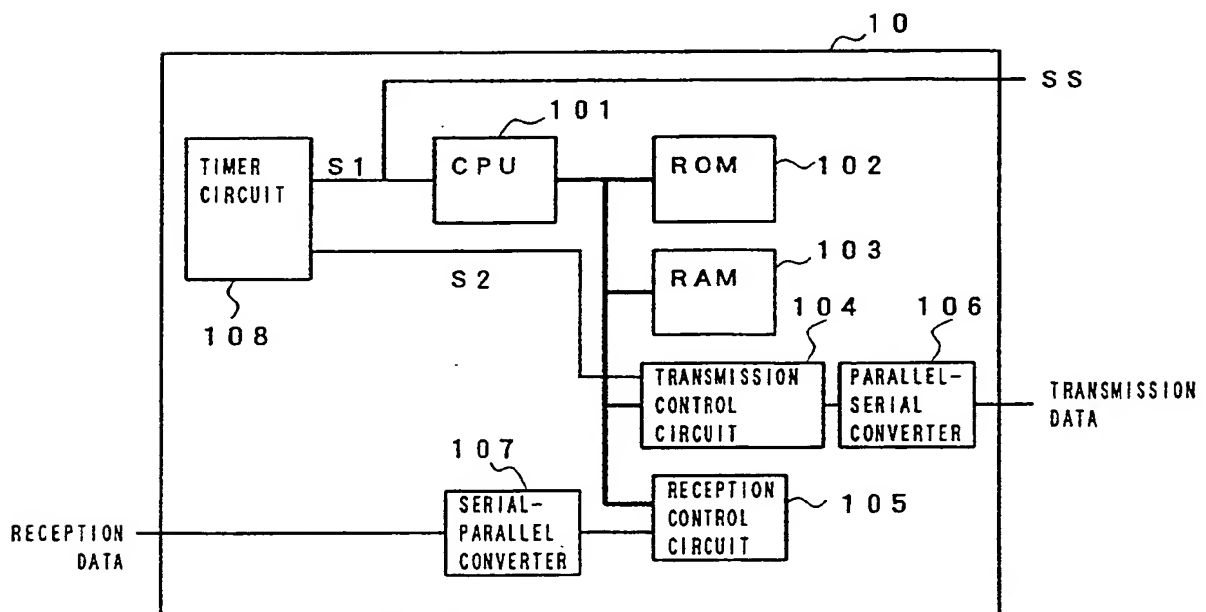 10
SS
101
TIMER
CIRCUIT
S1
CPU
ROM
102
S2
RAM
103
108
104
106
TRANSMISSION
CONTROL
CIRCUIT
PARALLEL-
SERIAL
CONVERTER
TRANSMISSION
DATA
107
RECEPTION
DATA
SERIAL-
PARALLEL
CONVERTER
RECEPTION
CONTROL
CIRCUIT
105